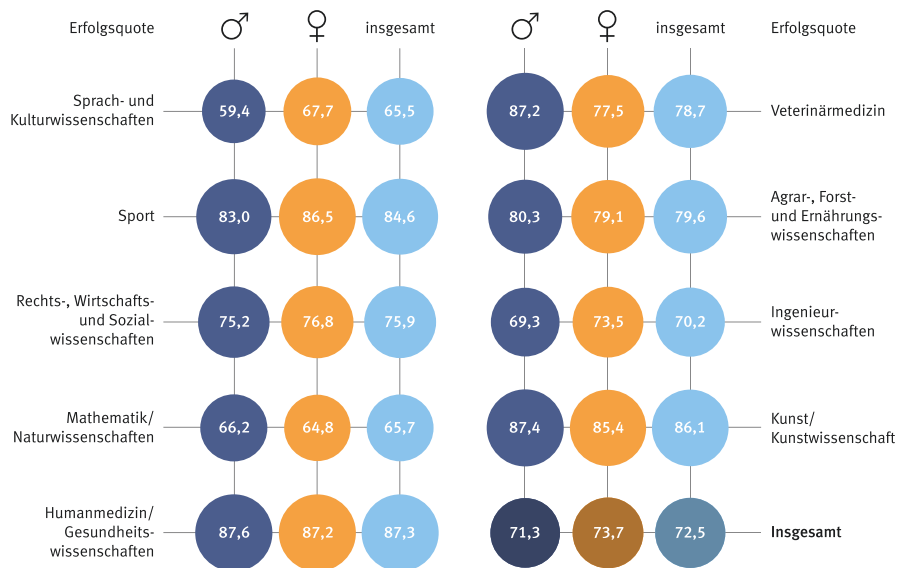 Erfolgsquote ♂ ♀ insgesamt
Sprach- und
Kulturwissenschaften
59,4 67,7 65,5
Sport 83,0 86,5 84,6
Rechts-, Wirtschafts-
und Sozial-
wissenschaften
75,2 76,8 75,9
Mathematik/
Naturwissenschaften
66,2 64,8 65,7
Humanmedizin/
Gesundheits-
wissenschaften
87,6 87,2 87,3
♂ ♀ insgesamt Erfolgsquote
87,2 77,5 78,7 Veterinärmedizin
80,3 79,1 79,6
Agrar-, Forst-
und Ernährungs-
wissenschaften
69,3 73,5 70,2
Ingenieur-
wissenschaften
87,4 85,4 86,1
Kunst/
Kunstwissenschaft
71,3 73,7 72,5 Insgesamt